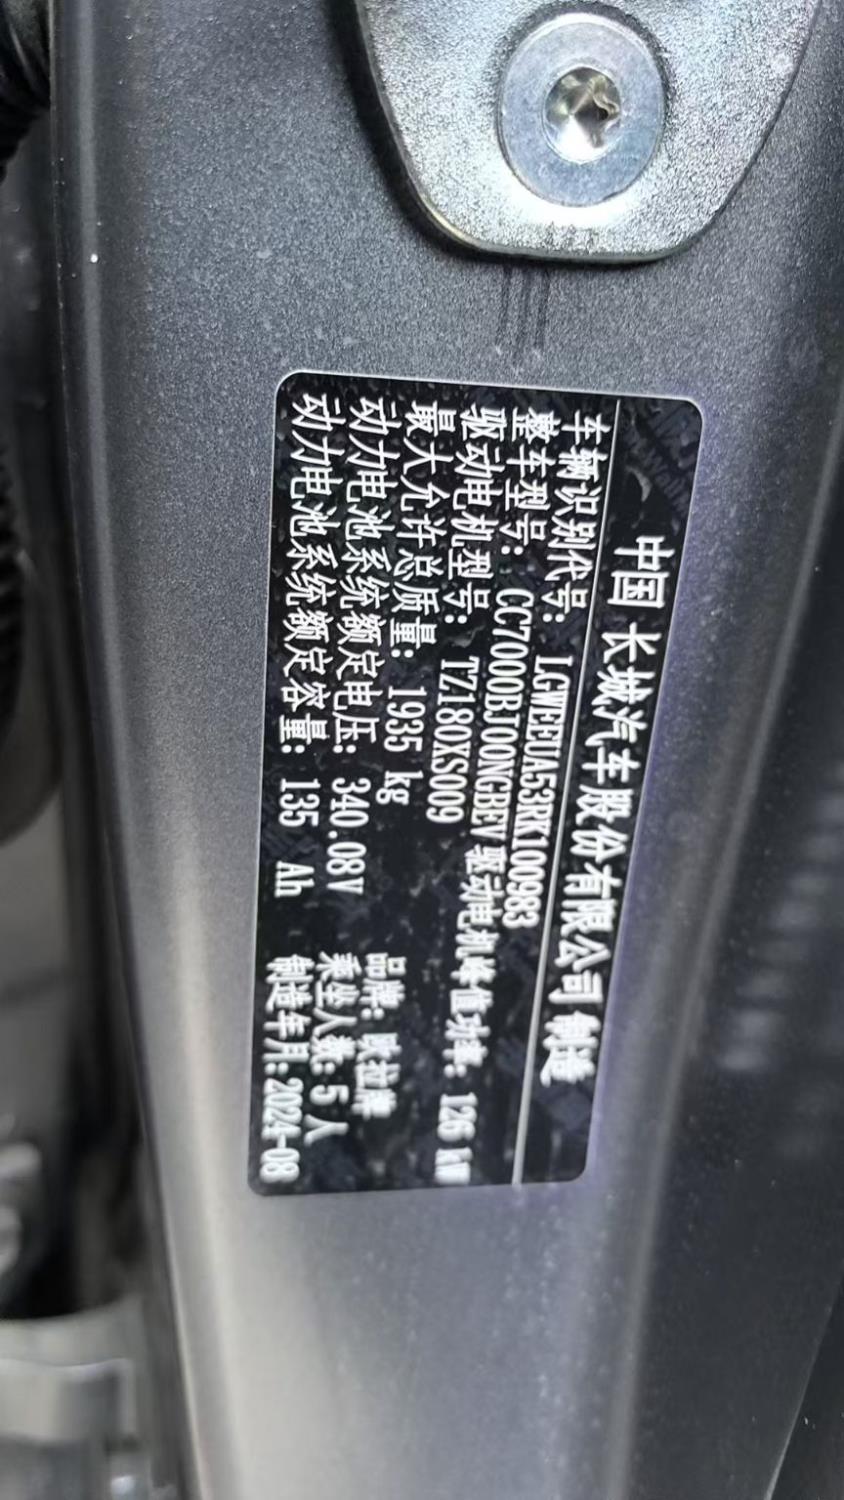 中国 长城汽车股份有限公司 制造
车辆识别代号: LGWEEUA53RK100983
整车型号: CC7000BJ00NGBEV 驱动电机峰值功率: 126 kW
驱动电机型号: TZ180XS009
最大允许总质量: 1935 kg 品牌: 欧拉牌
动力电池系统额定电压: 340.08V 乘坐人数: 5 人
动力电池系统额定容量: 135 Ah 制造年月: 2024-08